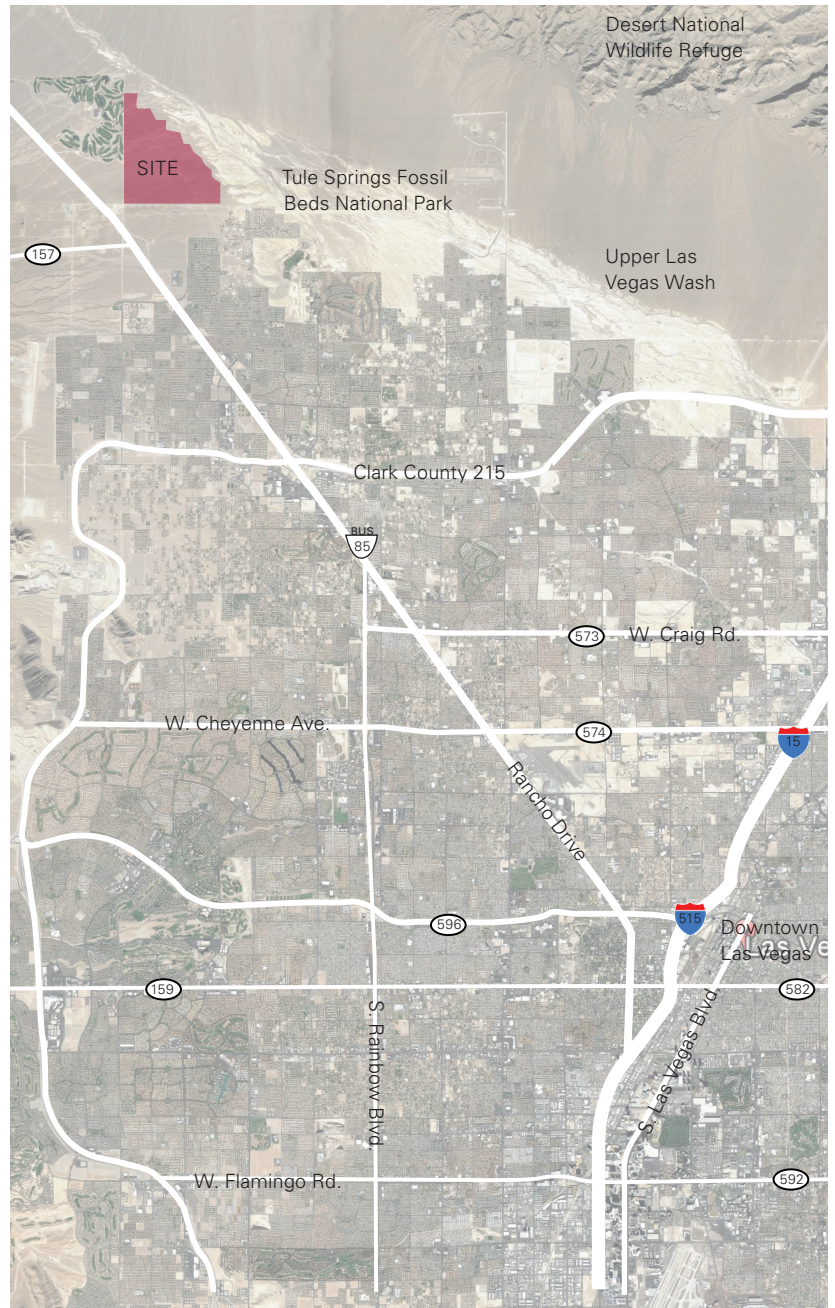 Desert National
Wildlife Refuge
SITE
Tule Springs Fossil
Beds National Park
157
Upper Las
Vegas Wash
Clark County 215
BUS
85
573
W. Craig Rd.
W. Cheyenne Ave.
574
15
Rancho Drive
596
515
Downtown
Las Vegas
Las Ve
159
582
S. Rainbow Blvd.
S. Las Vegas Blvd.
W. Flamingo Rd.
592